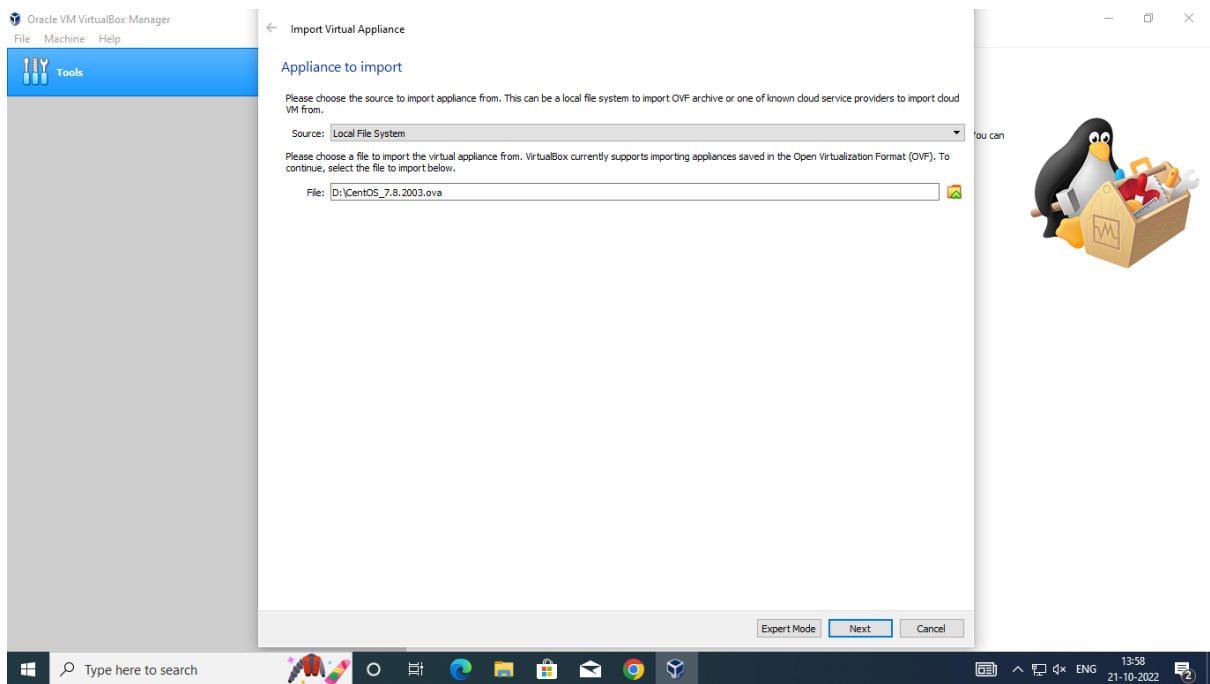 Oracle VM VirtualBox Manager
File Machine Help
Tools
Import Virtual Appliance
Appliance to import
Please choose the source to import appliance from. This can be a local file system to import OVF archive or one of known cloud service providers to import cloud
VM from.
Source: Local File System
You can
Please choose a file to import the virtual appliance from. VirtualBox currently supports importing appliances saved in the Open Virtualization Format (OVF). To
continue, select the file to import below.
File: D:\CentOS_7.8.2003.ova
Expert Mode Next Cancel
Type here to search
ENG
13:58
21-10-2022
2